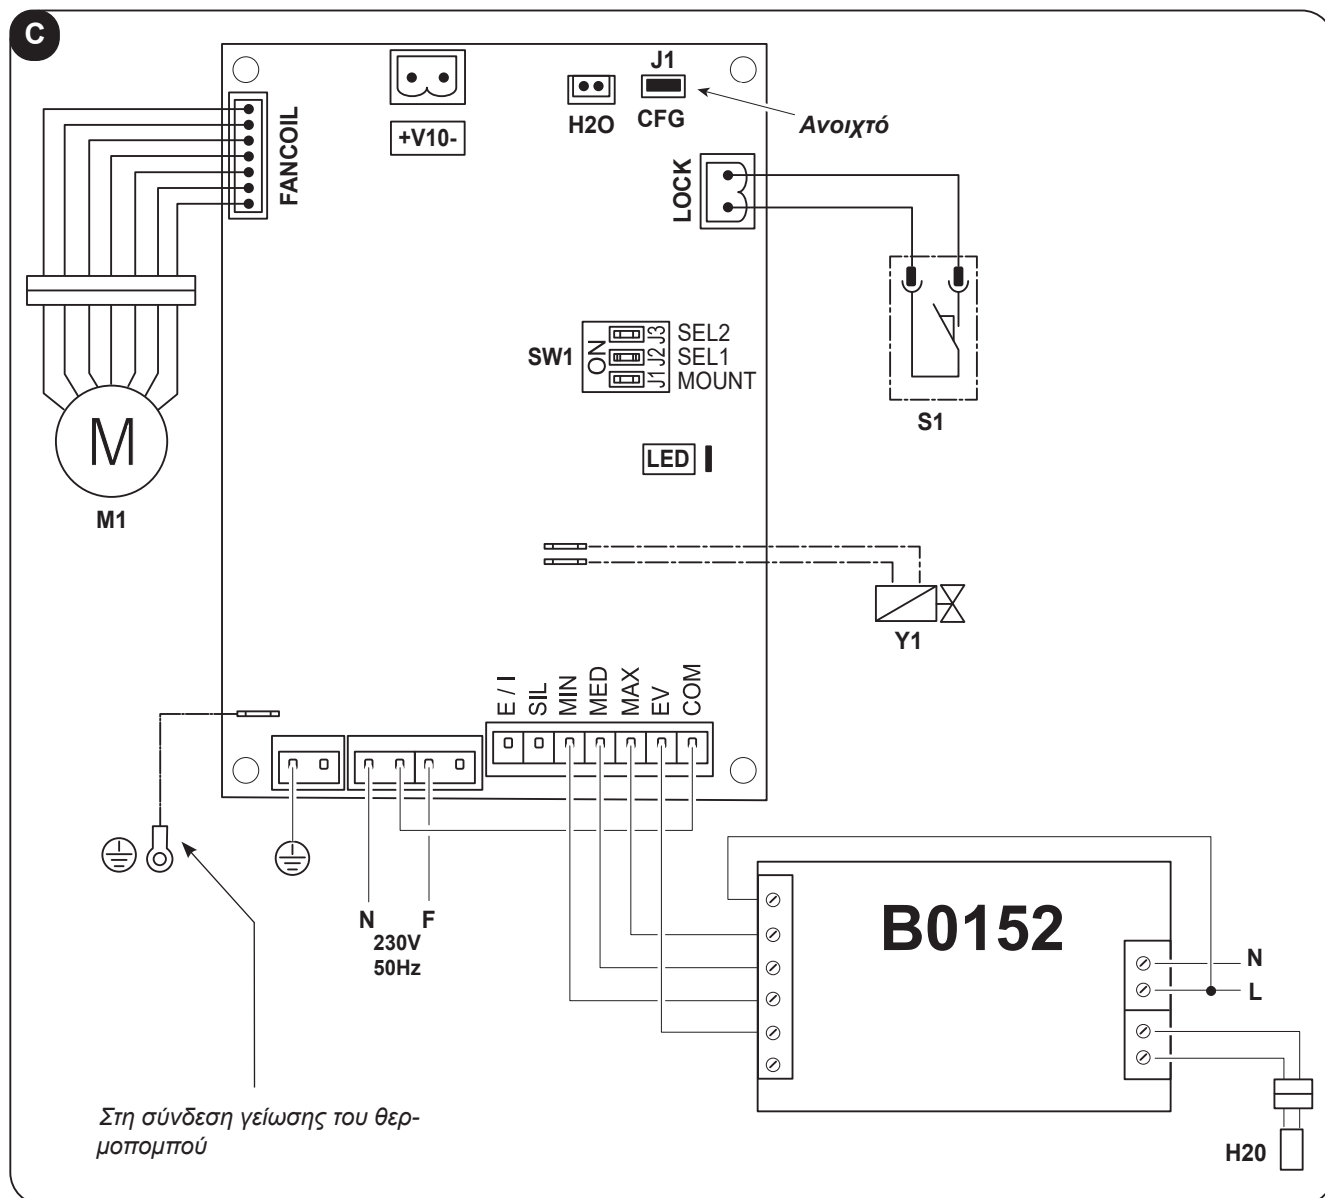 C
J1
H2O
CFG
Ανοιχτό
+V10-
FANCOIL
LOCK
SW1
ON
J3 SEL2
J2 SEL1
J1 MOUNT
S1
M
M1
LED
Y1
E / I
SIL
MIN
MED
MAX
EV
COM
N F
230V
50Hz
B0152
N
L
H20
Στη σύνδεση γείωσης του θερ-
μοπομπού